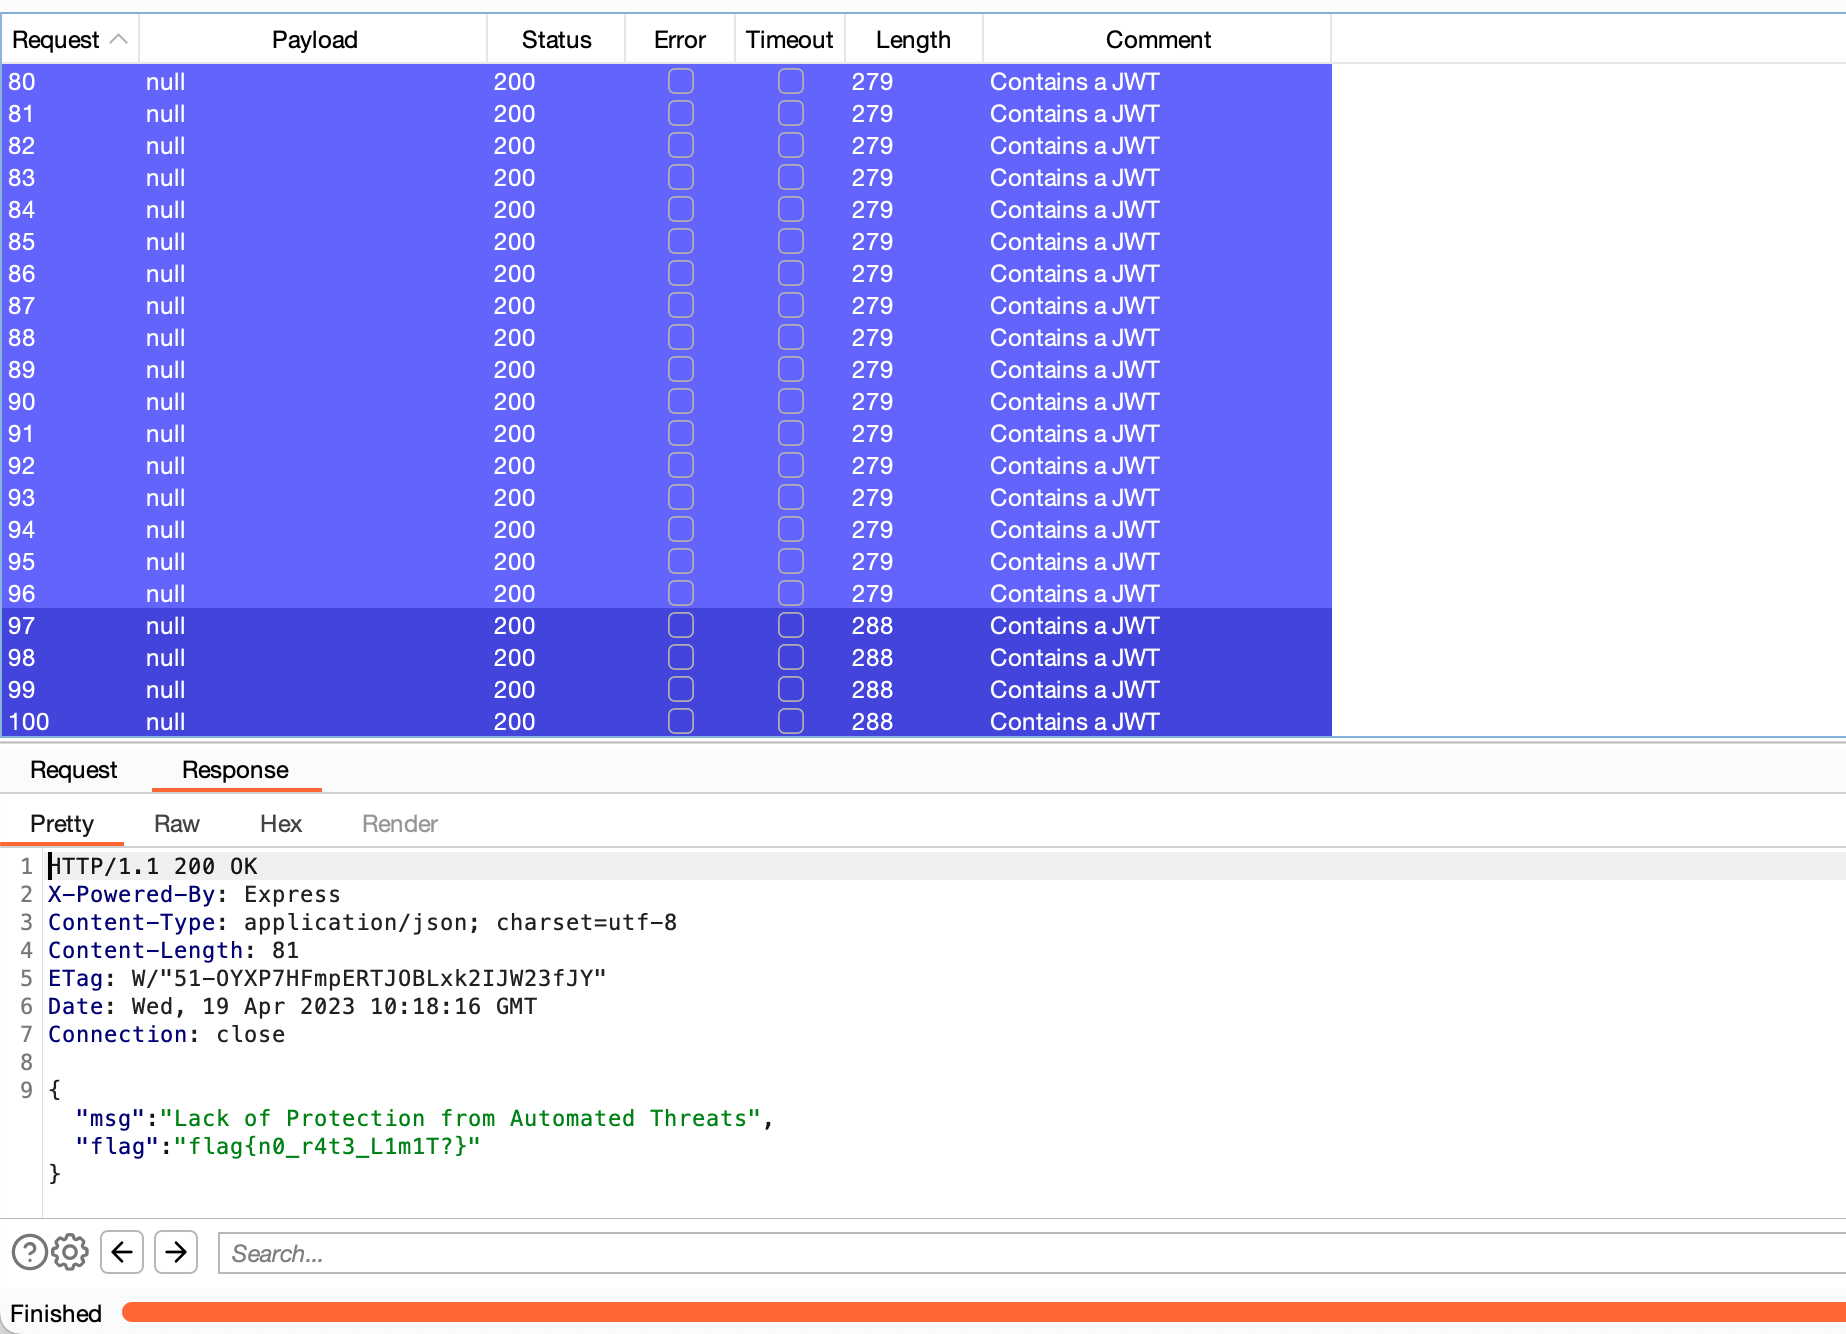 Request Payload Status Error Timeout Length Comment
80 null 200 279 Contains a JWT
81 null 200 279 Contains a JWT
82 null 200 279 Contains a JWT
83 null 200 279 Contains a JWT
84 null 200 279 Contains a JWT
85 null 200 279 Contains a JWT
86 null 200 279 Contains a JWT
87 null 200 279 Contains a JWT
88 null 200 279 Contains a JWT
89 null 200 279 Contains a JWT
90 null 200 279 Contains a JWT
91 null 200 279 Contains a JWT
92 null 200 279 Contains a JWT
93 null 200 279 Contains a JWT
94 null 200 279 Contains a JWT
95 null 200 279 Contains a JWT
96 null 200 279 Contains a JWT
97 null 200 288 Contains a JWT
98 null 200 288 Contains a JWT
99 null 200 288 Contains a JWT
100 null 200 288 Contains a JWT
Request Response
Pretty Raw Hex Render
1 HTTP/1.1 200 OK
2 X-Powered-By: Express
3 Content-Type: application/json; charset=utf-8
4 Content-Length: 81
5 ETag: W/"51-OYXP7HFmpERTJOBLxk2IJW23fJY"
6 Date: Wed, 19 Apr 2023 10:18:16 GMT
7 Connection: close
8
9 {
"msg":"Lack of Protection from Automated Threats",
"flag":"flag{n0_r4t3_L1m1T?}"
}
Search...
Finished